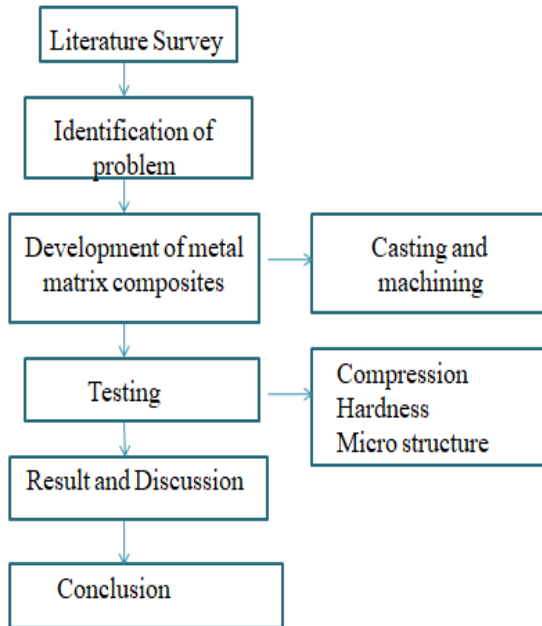 Literature Survey
Identification of
problem
Development of metal
matrix composites
Casting and
machining
Testing
Compression
Hardness
Micro structure
Result and Discussion
Conclusion